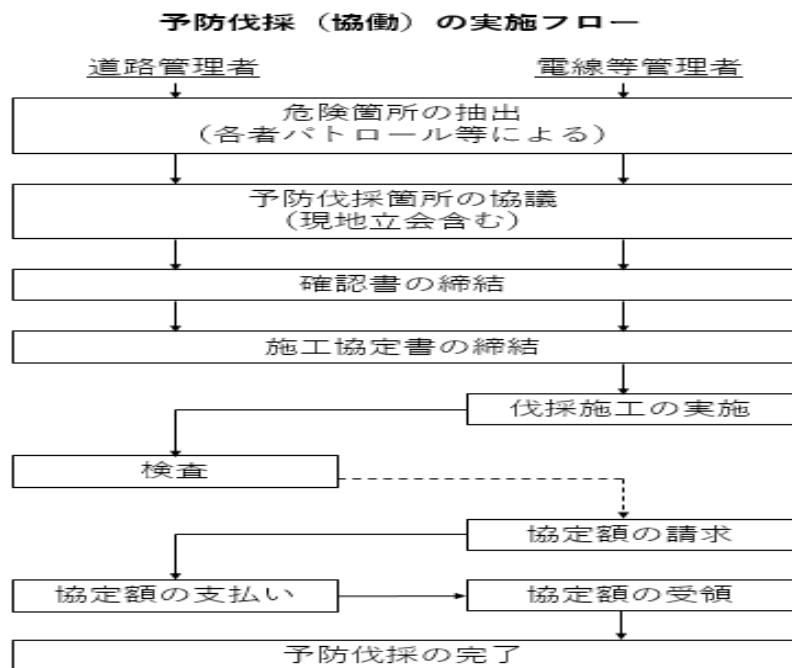 予防伐採（協働）の実施フロー
道路管理者
電線等管理者
危険箇所の抽出
（各者パトロール等による）
予防伐採箇所の協議
（現地立会含む）
確認書の締結
施工協定書の締結
伐採施工の実施
検査
協定額の請求
協定額の支払い
協定額の受領
予防伐採の完了